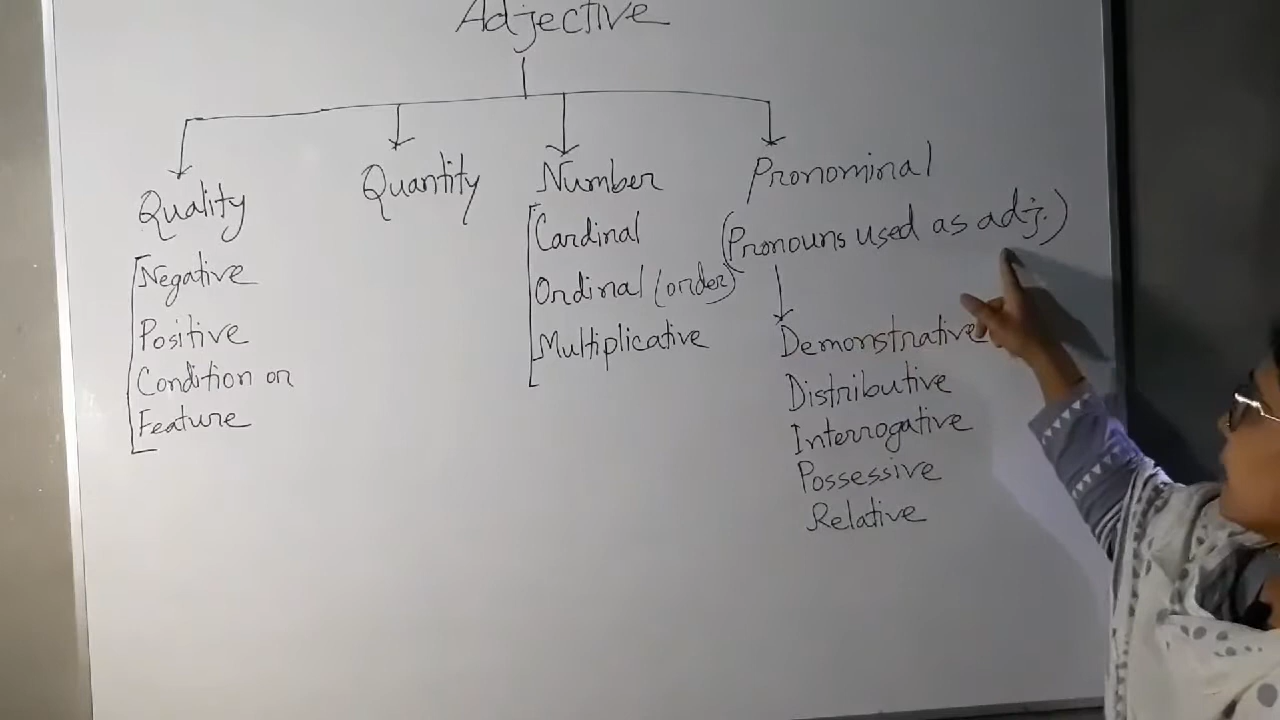 Adjective
Quality
Negative
Positive
Condition or
Feature
Quantity
Number
Cardinal
Ordinal (order)
Multiplicative
Pronominal
(Pronouns used as adj.)
Demonstrative
Distributive
Interrogative
Possessive
Relative